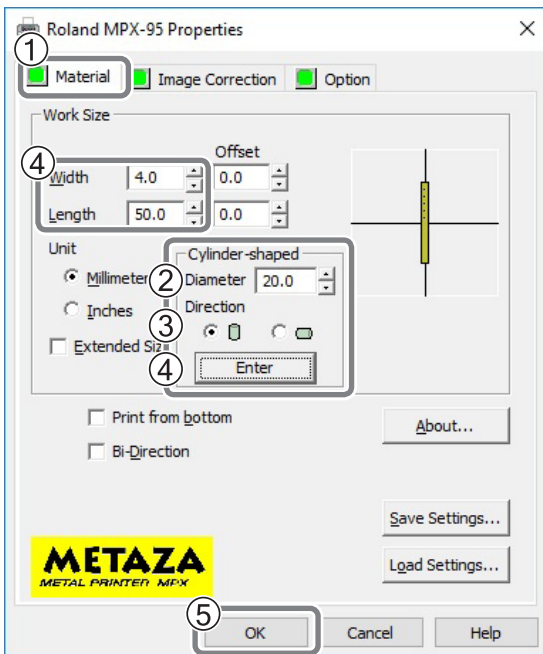 Roland MPX-95 Properties
①
Material Image Correction Option
Work Size
Offset
④
Width 4.0 0.0
Length 50.0 0.0
Unit
Millimeter
Inches
Extended Siz
Cylinder-shaped
② Diameter 20.0
Direction
③
④ Enter
Print from bottom
Bi-Direction
About...
Save Settings...
Load Settings...
METAZA
METAL PRINTER MPX
⑤
OK Cancel Help